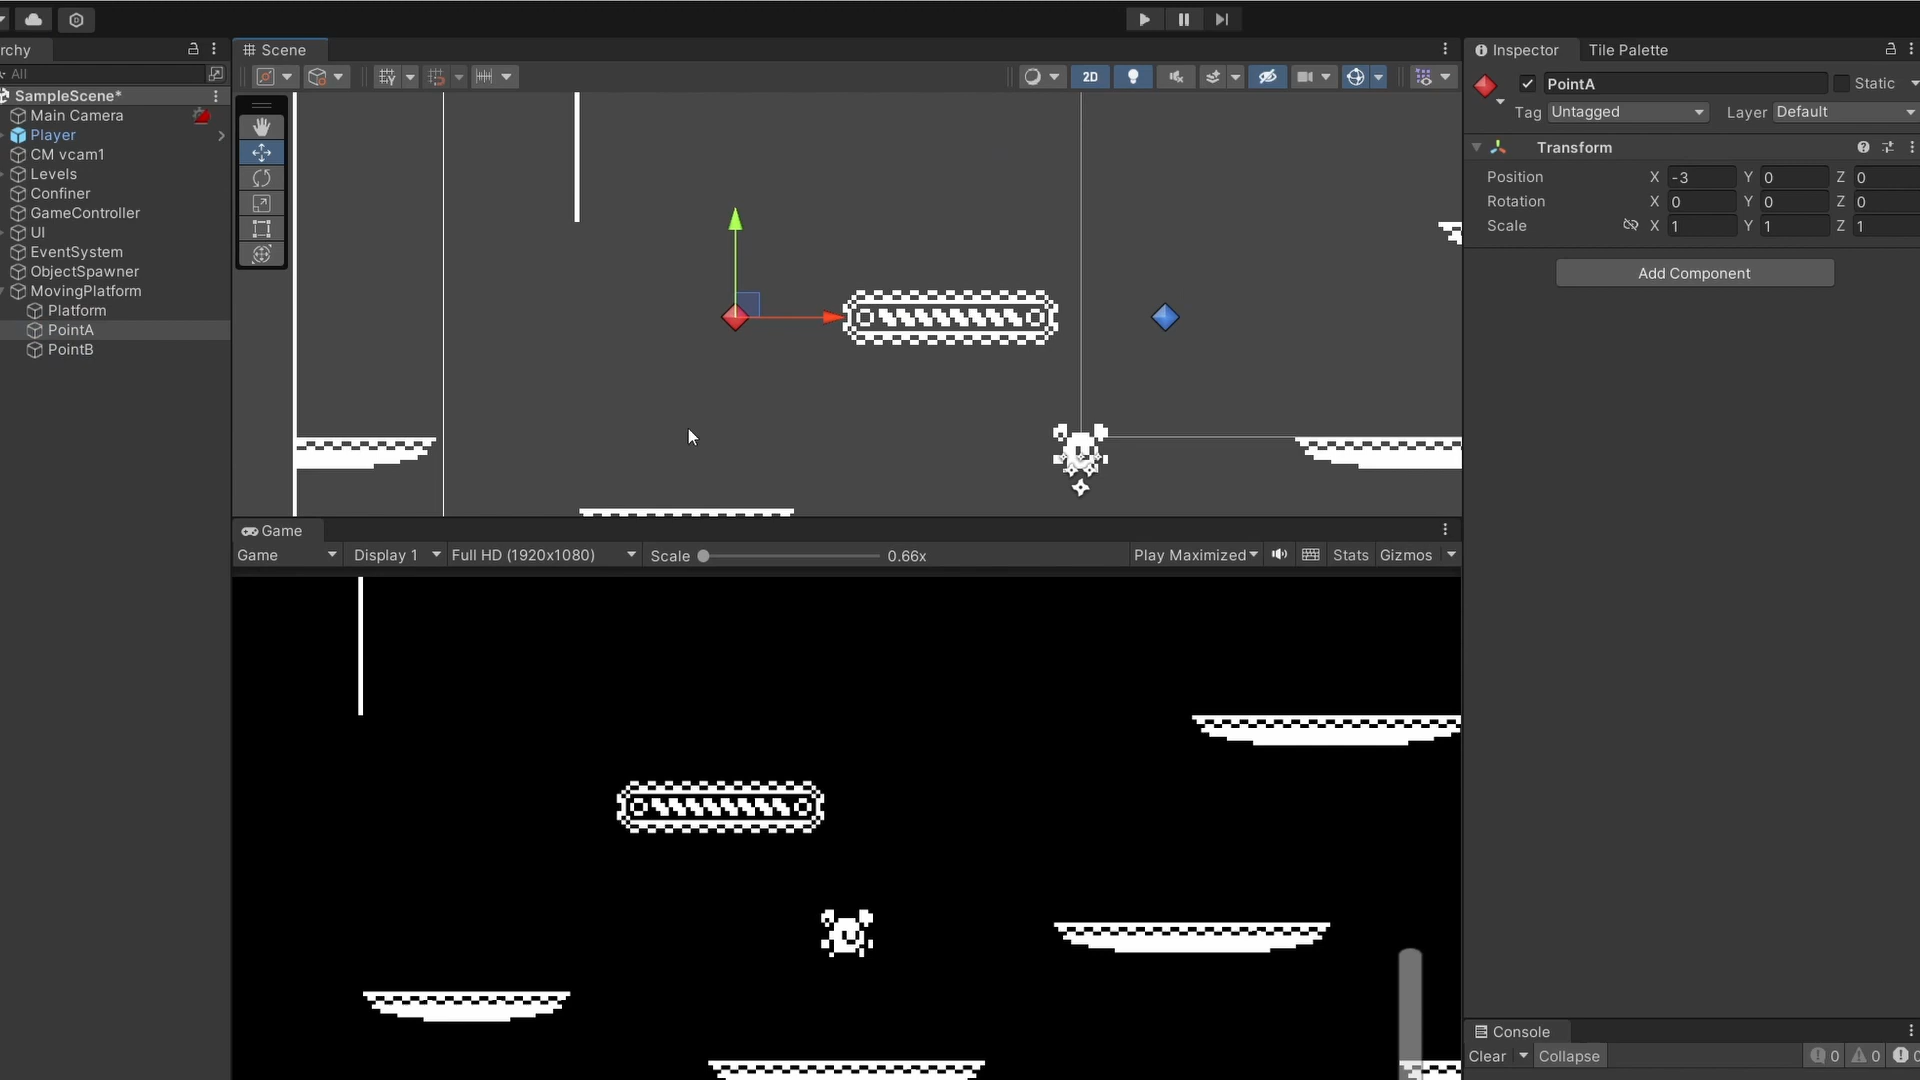 rchy
All
SampleScene*
Main Camera
Player
CM vcam1
Levels
Confiner
GameController
UI
EventSystem
ObjectSpawner
MovingPlatform
Platform
PointA
PointB
Scene
2D
Game
Game
Display 1
Full HD (1920x1080)
Scale
0.66x
Play Maximized
Stats
Gizmos
Inspector
Tile Palette
PointA
Static
Tag
Untagged
Layer
Default
Transform
Position X -3 Y 0 Z 0
Rotation X 0 Y 0 Z 0
Scale X 1 Y 1 Z 1
Add Component
Console
Clear
Collapse
0
0
0